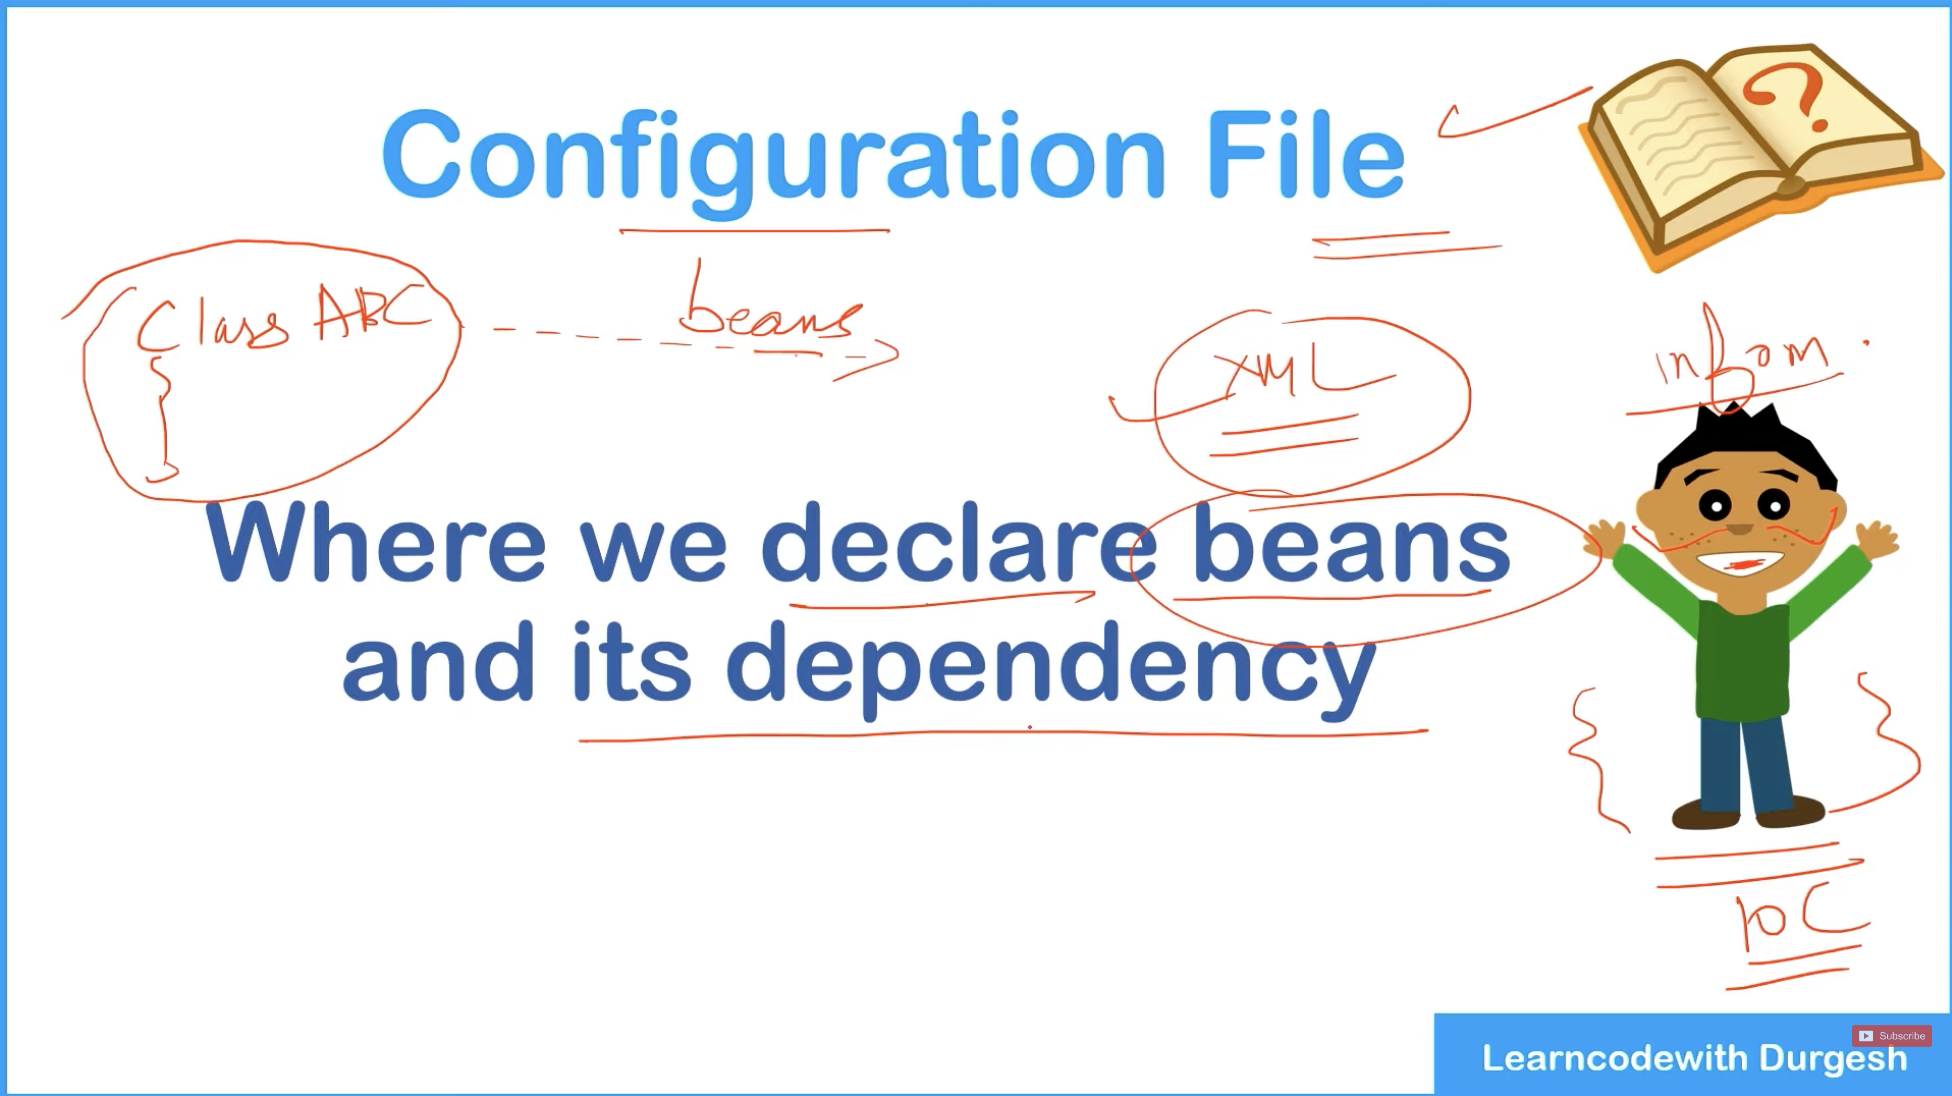 Configuration File
?
Class ABC
{
}
beans
XML
inform.
Where we declare beans
and its dependency
{ }
IOC
Subscribe
Learncodewith Durgesh